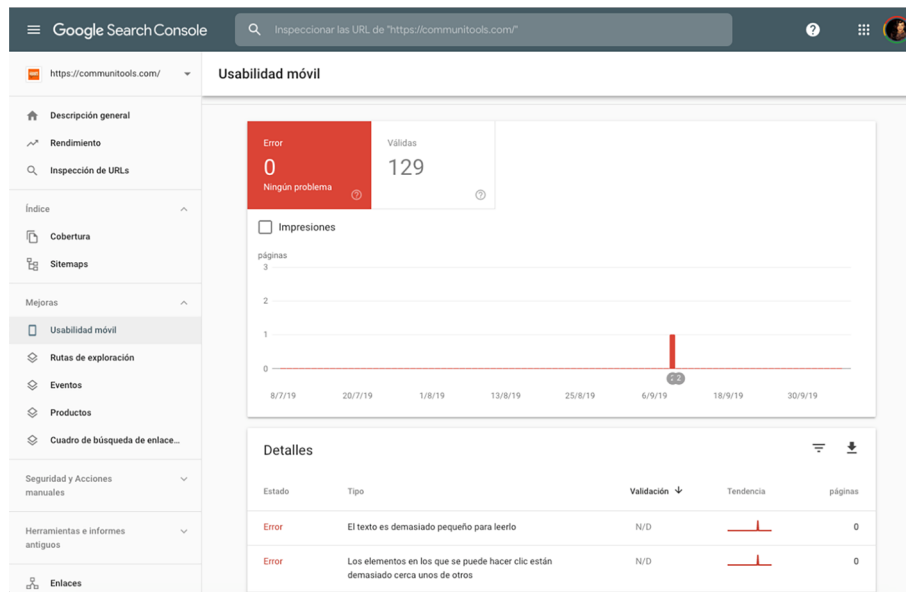 Google Search Console
Inspeccionar las URL de "https://communitools.com/"
https://communitools.com/
Usabilidad móvil
Descripción general
Rendimiento
Inspección de URLs
Índice
Cobertura
Sitemaps
Mejoras
Usabilidad móvil
Rutas de exploración
Eventos
Productos
Cuadro de búsqueda de enlace...
Seguridad y Acciones
manuales
Herramientas e informes
antiguos
Enlaces
Error
0
Ningún problema
Válidas
129
Impresiones
páginas
3
2
1
0
2
8/7/19 20/7/19 1/8/19 13/8/19 25/8/19 6/9/19 18/9/19 30/9/19
Detalles
Estado Tipo Validación Tendencia páginas
Error El texto es demasiado pequeño para leerlo N/D 0
Error Los elementos en los que se puede hacer clic están N/D 0
demasiado cerca unos de otros